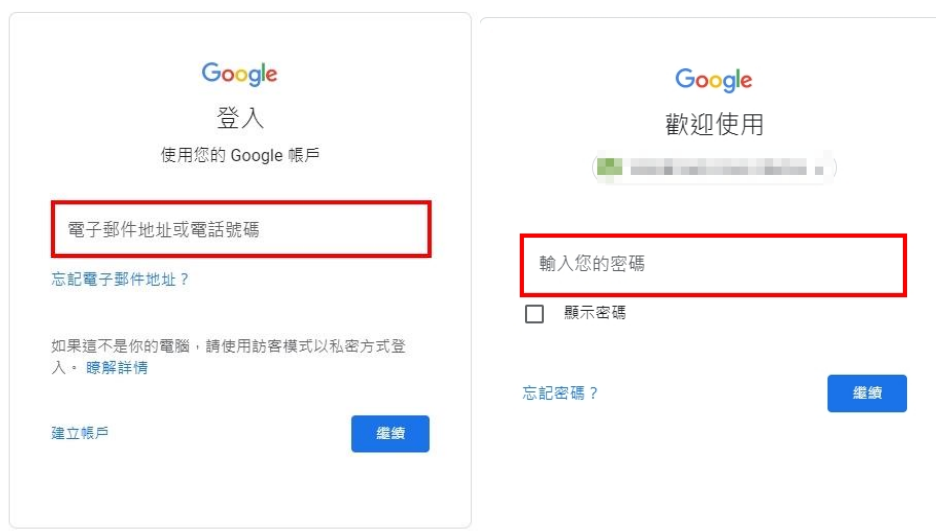 Google
登入
使用您的 Google 帳戶
電子郵件地址或電話號碼
忘記電子郵件地址？
如果這不是你的電腦，請使用訪客模式以私密方式登
入。瞭解詳情
建立帳戶
繼續
Google
歡迎使用
輸入您的密碼
顯示密碼
忘記密碼？
繼續